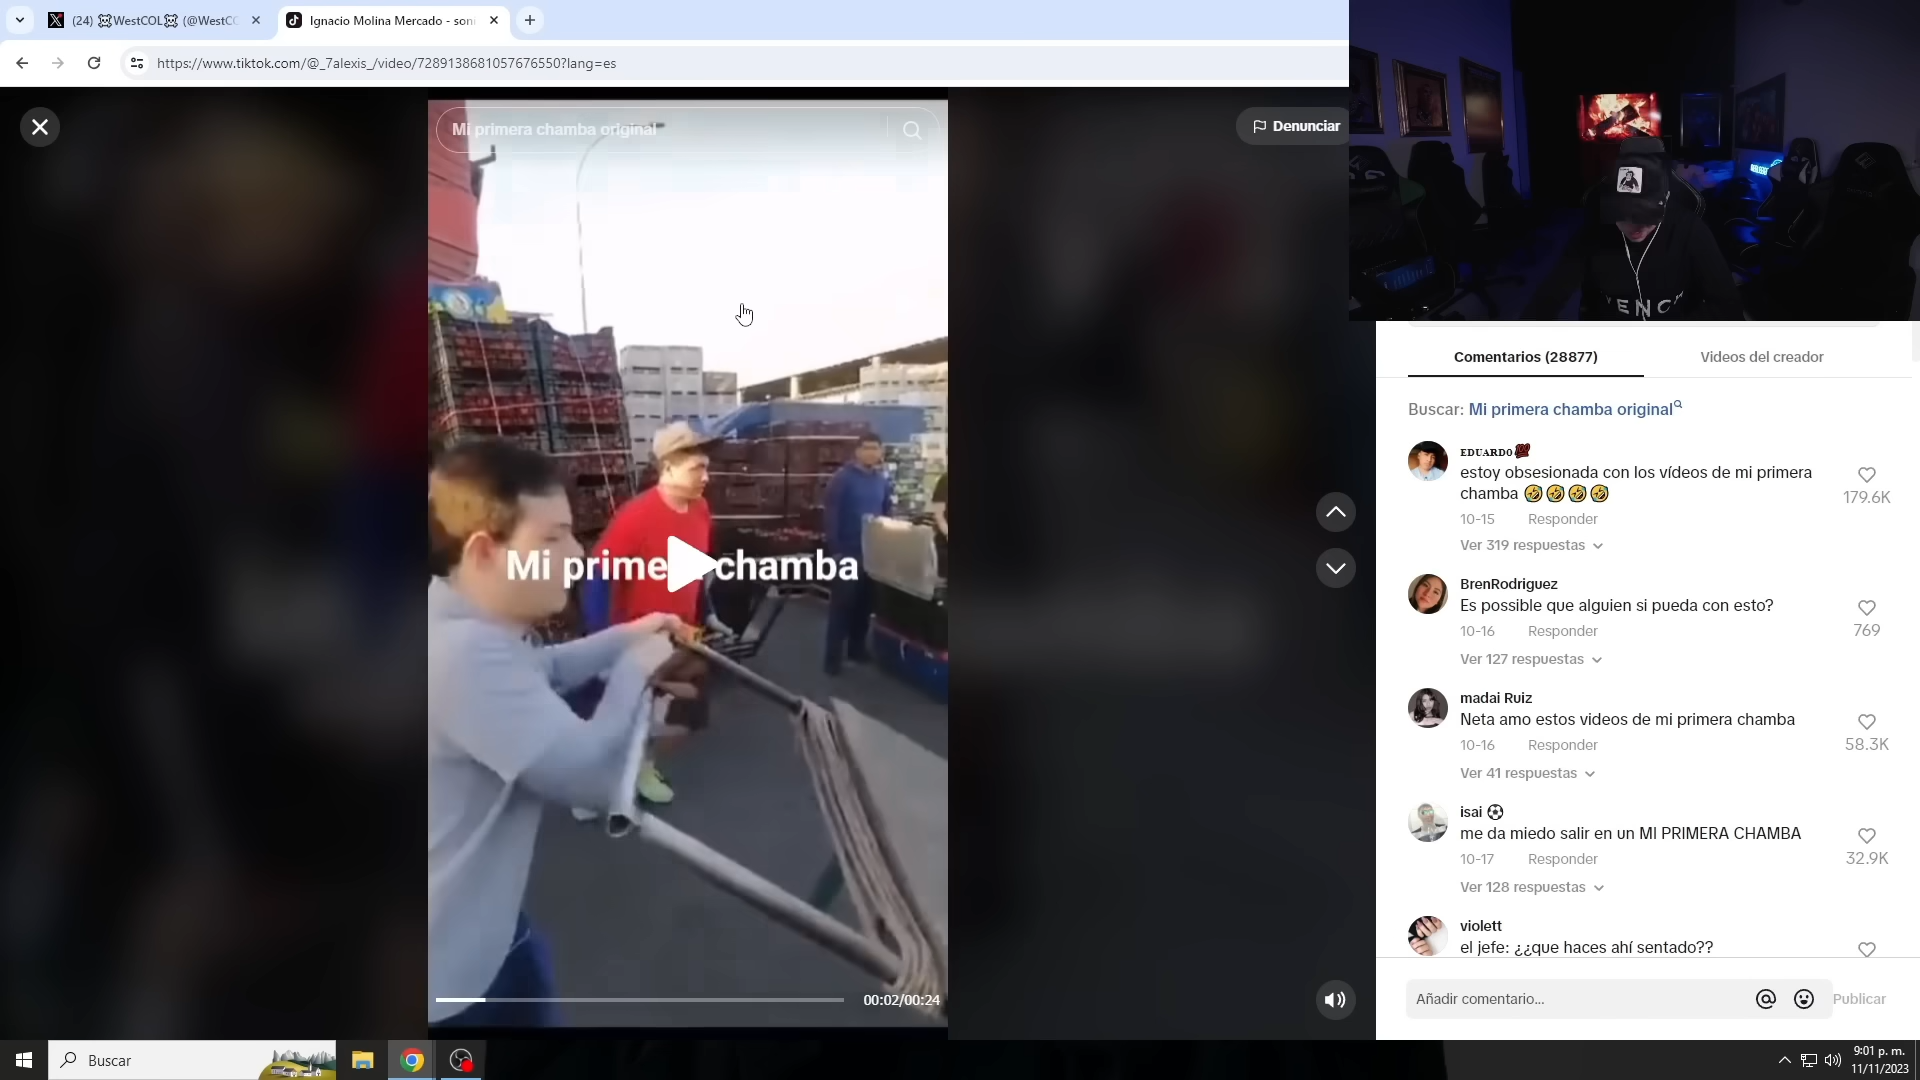 (24) ☠️WestCOL☠️ (@WestCO
Ignacio Molina Mercado - soni
https://www.tiktok.com/@_7alexis_/video/7289138681057676550?lang=es
Mi primera chamba original
Denunciar
Mi prime chamba
00:02/00:24
Comentarios (28877)
Videos del creador
Buscar: Mi primera chamba original
ᴇᴅᴜᴀʀᴅᴏ💯
estoy obsesionada con los vídeos de mi primera
chamba 🤣🤣🤣🤣
179.6K
10-15 Responder
Ver 319 respuestas
BrenRodriguez
Es possible que alguien si pueda con esto?
769
10-16 Responder
Ver 127 respuestas
madai Ruiz
Neta amo estos videos de mi primera chamba
58.3K
10-16 Responder
Ver 41 respuestas
isai ⚽
me da miedo salir en un MI PRIMERA CHAMBA
32.9K
10-17 Responder
Ver 128 respuestas
violett
el jefe: ¿¿que haces ahí sentado??
Añadir comentario...
Publicar
Buscar
9:01 p. m.
11/11/2023